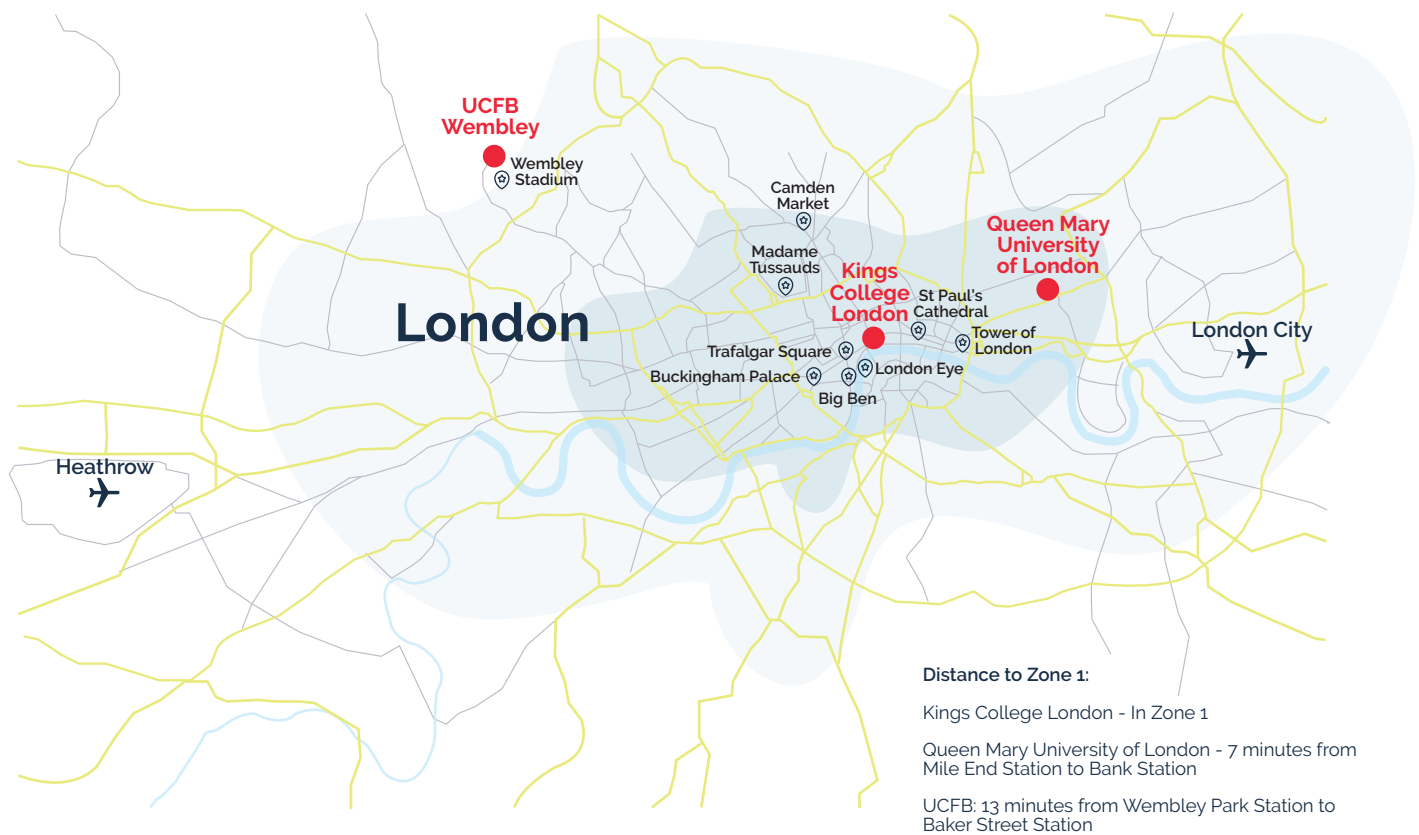 UCFB
Wembley
Wembley
Stadium
Camden
Market
Queen Mary
University
of London
Madame
Tussauds
Kings
College
London
St Paul's
Cathedral
London
London City
Tower of
London
Trafalgar Square
London Eye
Buckingham Palace
Big Ben
Heathrow
Distance to Zone 1:
Kings College London - In Zone 1
Queen Mary University of London - 7 minutes from
Mile End Station to Bank Station
UCFB: 13 minutes from Wembley Park Station to
Baker Street Station